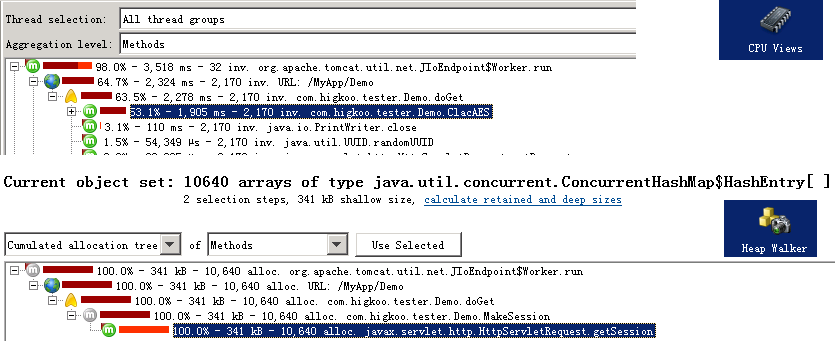 Thread selection: All thread groups
CPU Views
Aggregation level: Methods
98.0% - 3,518 ms - 32 inv. org.apache.tomcat.util.net.JIoEndpoint$Worker.run
64.7% - 2,324 ms - 2,170 inv. URL: /MyApp/Demo
63.5% - 2,278 ms - 2,170 inv. com.higkoo.tester.Demo.doGet
53.1% - 1,905 ms - 2,170 inv. com.higkoo.tester.Demo.ClacAES
3.1% - 110 ms - 2,170 inv. java.io.PrintWriter.close
1.5% - 54,349 µs - 2,170 inv. java.util.UUID.randomUUID
Current object set: 10640 arrays of type java.util.concurrent.ConcurrentHashMap$HashEntry[ ]
2 selection steps, 341 kB shallow size, calculate retained and deep sizes
Heap Walker
Cumulated allocation tree of Methods Use Selected
100.0% - 341 kB - 10,640 alloc. org.apache.tomcat.util.net.JIoEndpoint$Worker.run
100.0% - 341 kB - 10,640 alloc. URL: /MyApp/Demo
100.0% - 341 kB - 10,640 alloc. com.higkoo.tester.Demo.doGet
100.0% - 341 kB - 10,640 alloc. com.higkoo.tester.Demo.MakeSession
100.0% - 341 kB - 10,640 alloc. javax.servlet.http.HttpServletRequest.getSession